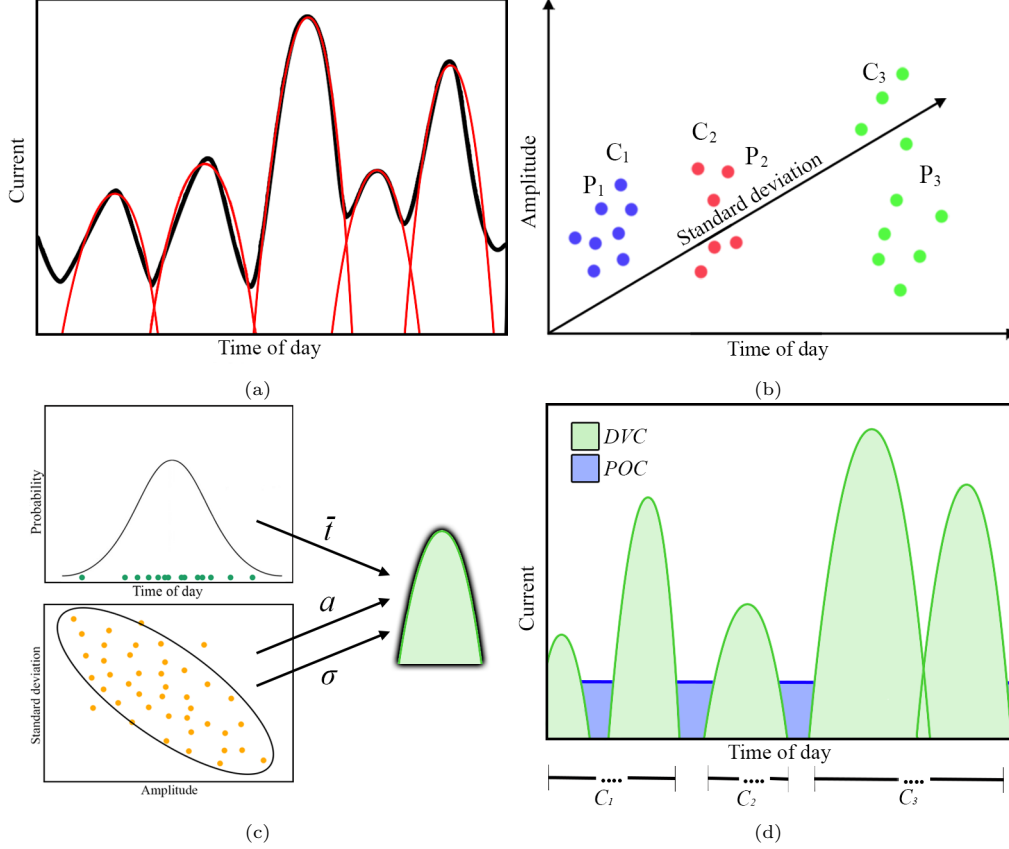 Current
Time of day
(a)
Amplitude
C1
P1
C2
P2
C3
P3
Standard deviation
Time of day
(b)
Probability
Time of day
Standard deviation
Amplitude
t̄
a
σ
(c)
DVC
POC
Current
Time of day
C1
C2
C3
(d)